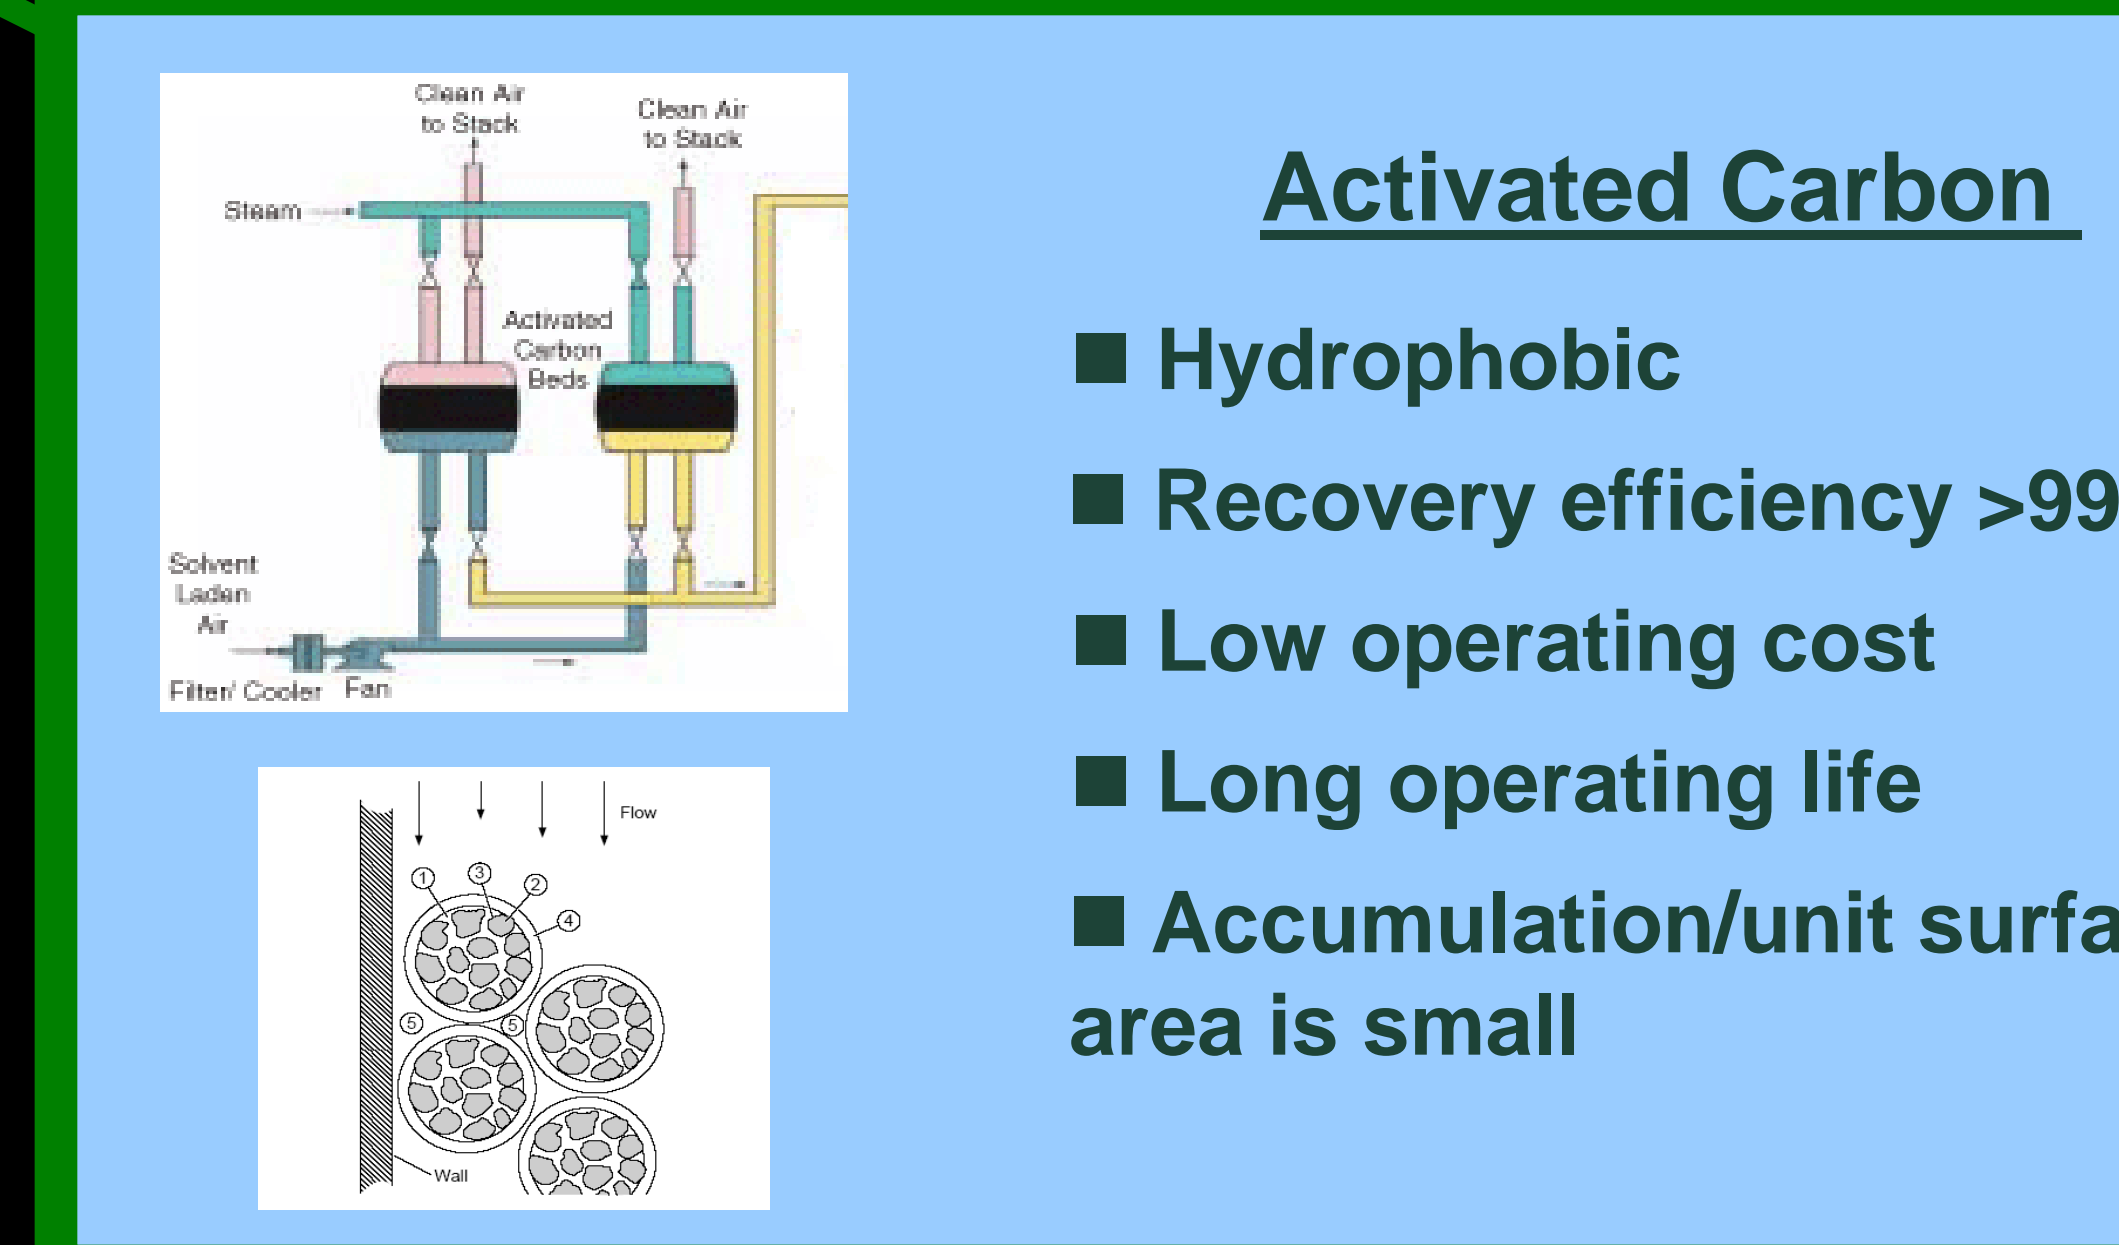 Clean Air
to Stack
Clean Air
to Stack
Steam
Activated
Carbon
Beds
Solvent
Laden
Air
Filter/ Cooler
Fan
Flow
1
3
2
4
5
5
Wall
Activated Carbon
■ Hydrophobic
■ Recovery efficiency >99
■ Low operating cost
■ Long operating life
■ Accumulation/unit surfa
area is small